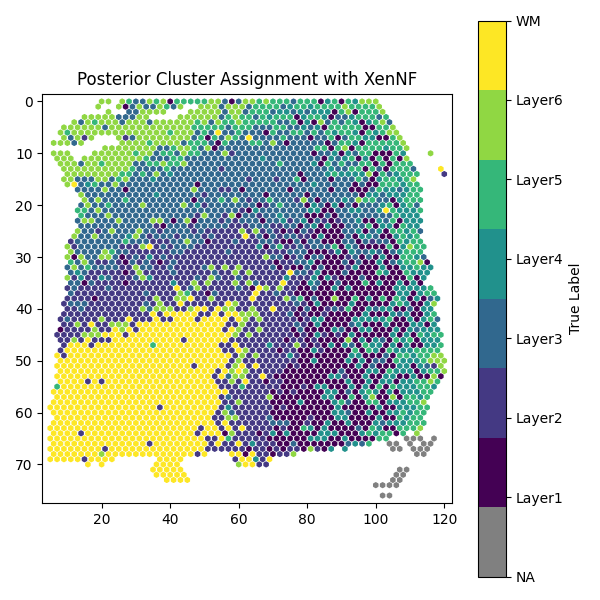 Posterior Cluster Assignment with XenNF
0
10
20
30
40
50
60
70
20
40
60
80
100
120
WM
Layer6
Layer5
Layer4
Layer3
Layer2
Layer1
NA
True Label